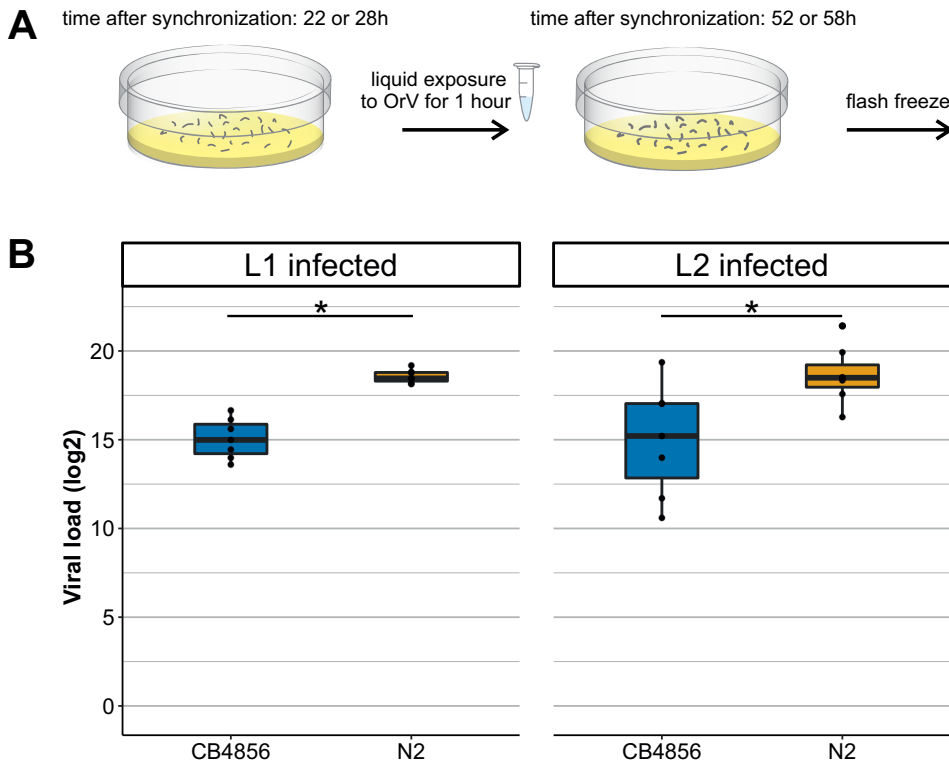 A
time after synchronization: 22 or 28h
time after synchronization: 52 or 58h
liquid exposure
to OrV for 1 hour
flash freeze
B
L1 infected
L2 infected
*
*
Viral load (log2)
20
15
10
5
0
CB4856
N2
CB4856
N2